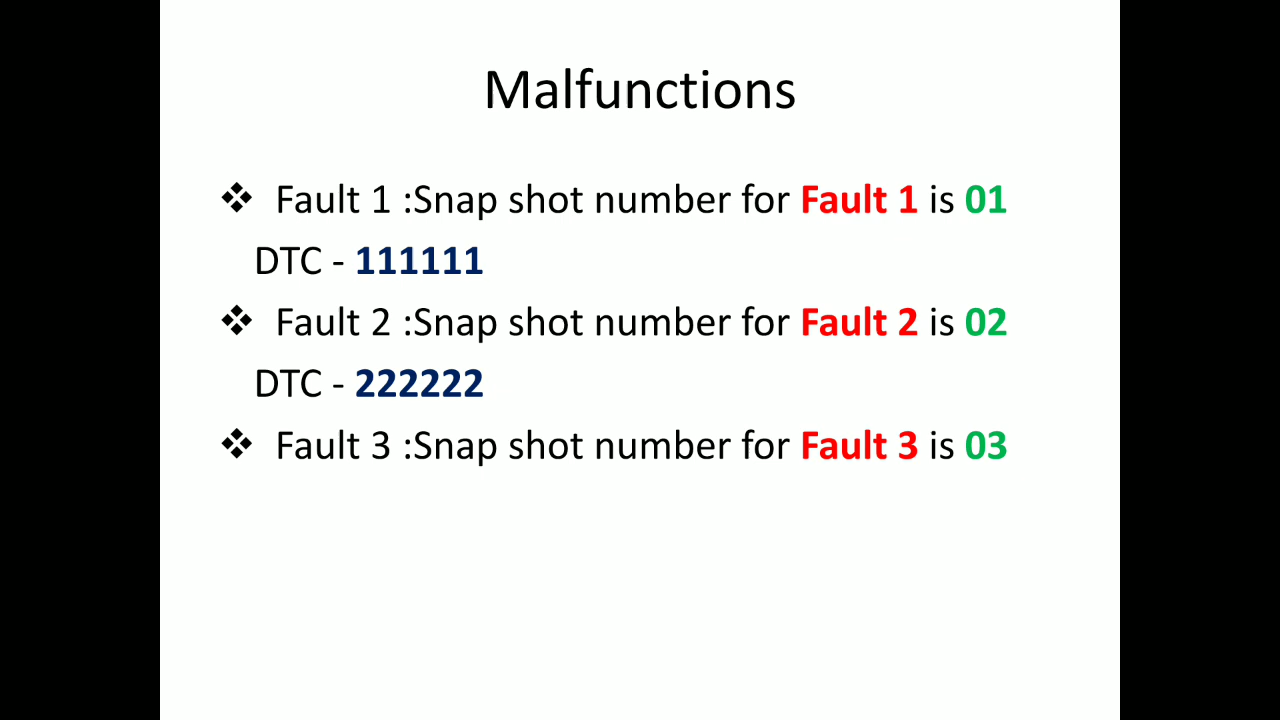 Malfunctions
❖ Fault 1 :Snap shot number for Fault 1 is 01
DTC - 111111
❖ Fault 2 :Snap shot number for Fault 2 is 02
DTC - 222222
❖ Fault 3 :Snap shot number for Fault 3 is 03